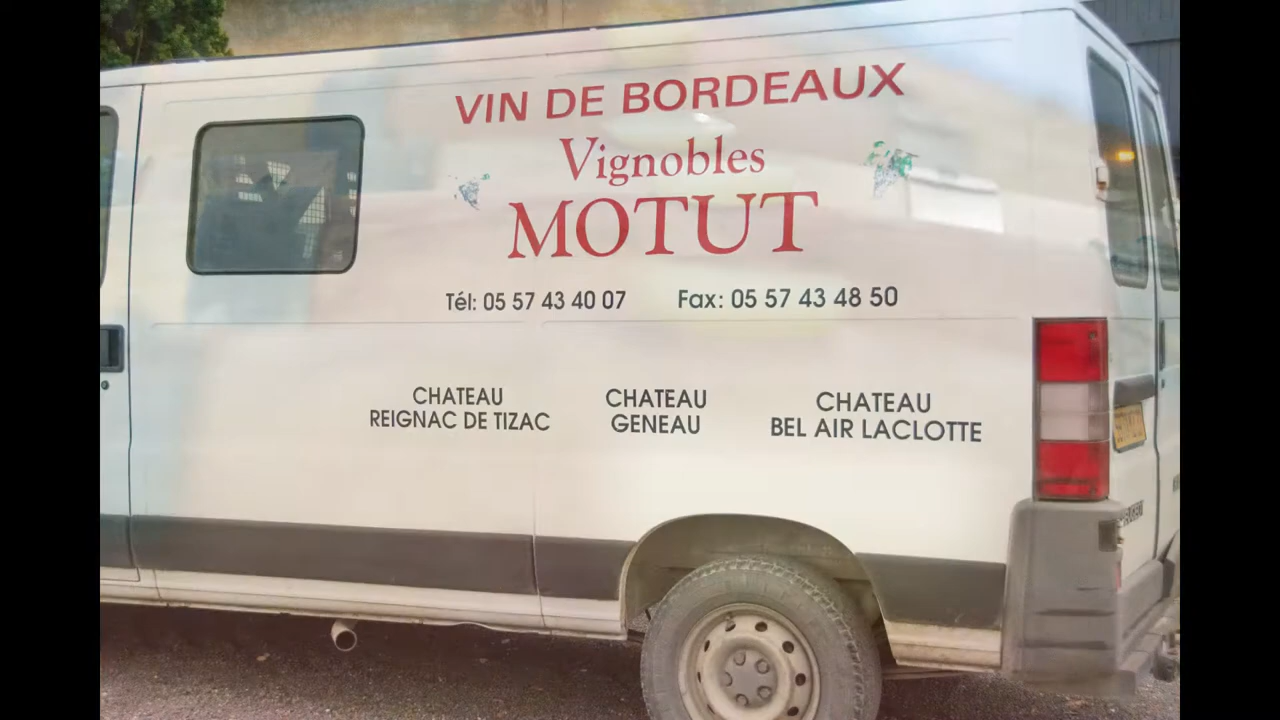 VIN DE BORDEAUX
Vignobles
MOTUT
Tél: 05 57 43 40 07 Fax: 05 57 43 48 50
CHATEAU
REIGNAC DE TIZAC
CHATEAU
GENEAU
CHATEAU
BEL AIR LACLOTTE